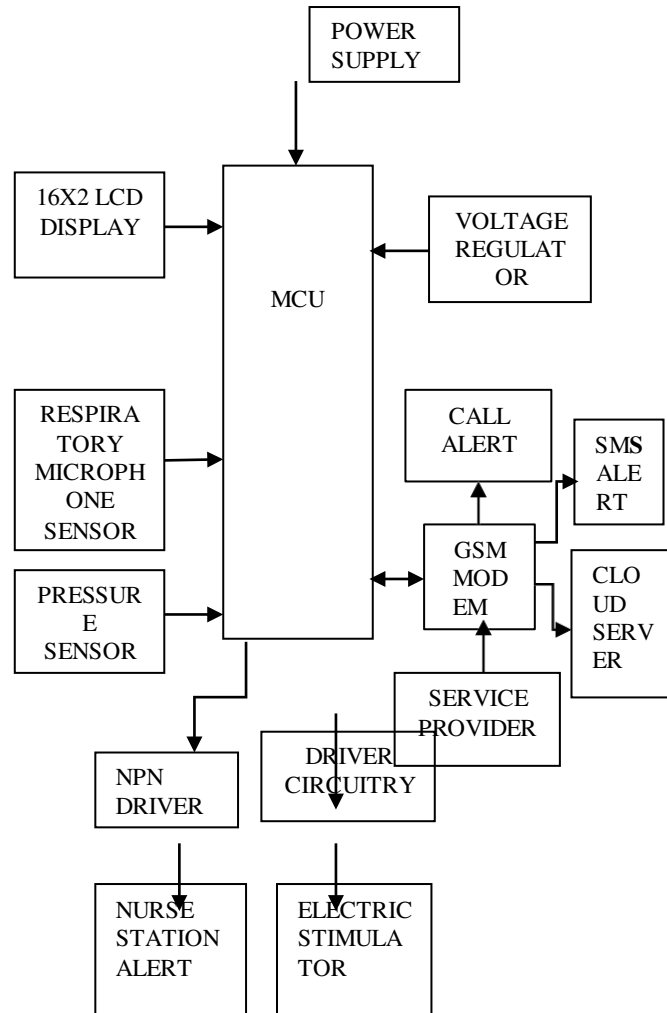 POWER
SUPPLY
16X2 LCD
DISPLAY
VOLTAGE
REGULAT
OR
MCU
RESPIRA
TORY
MICROPH
ONE
SENSOR
CALL
ALERT
SMS
ALE
RT
GSM
MOD
EM
CLO
UD
SERV
ER
PRESSUR
E
SENSOR
SERVICE
PROVIDER
NPN
DRIVER
DRIVER
CIRCUITRY
NURSE
STATION
ALERT
ELECTRIC
STIMULA
TOR